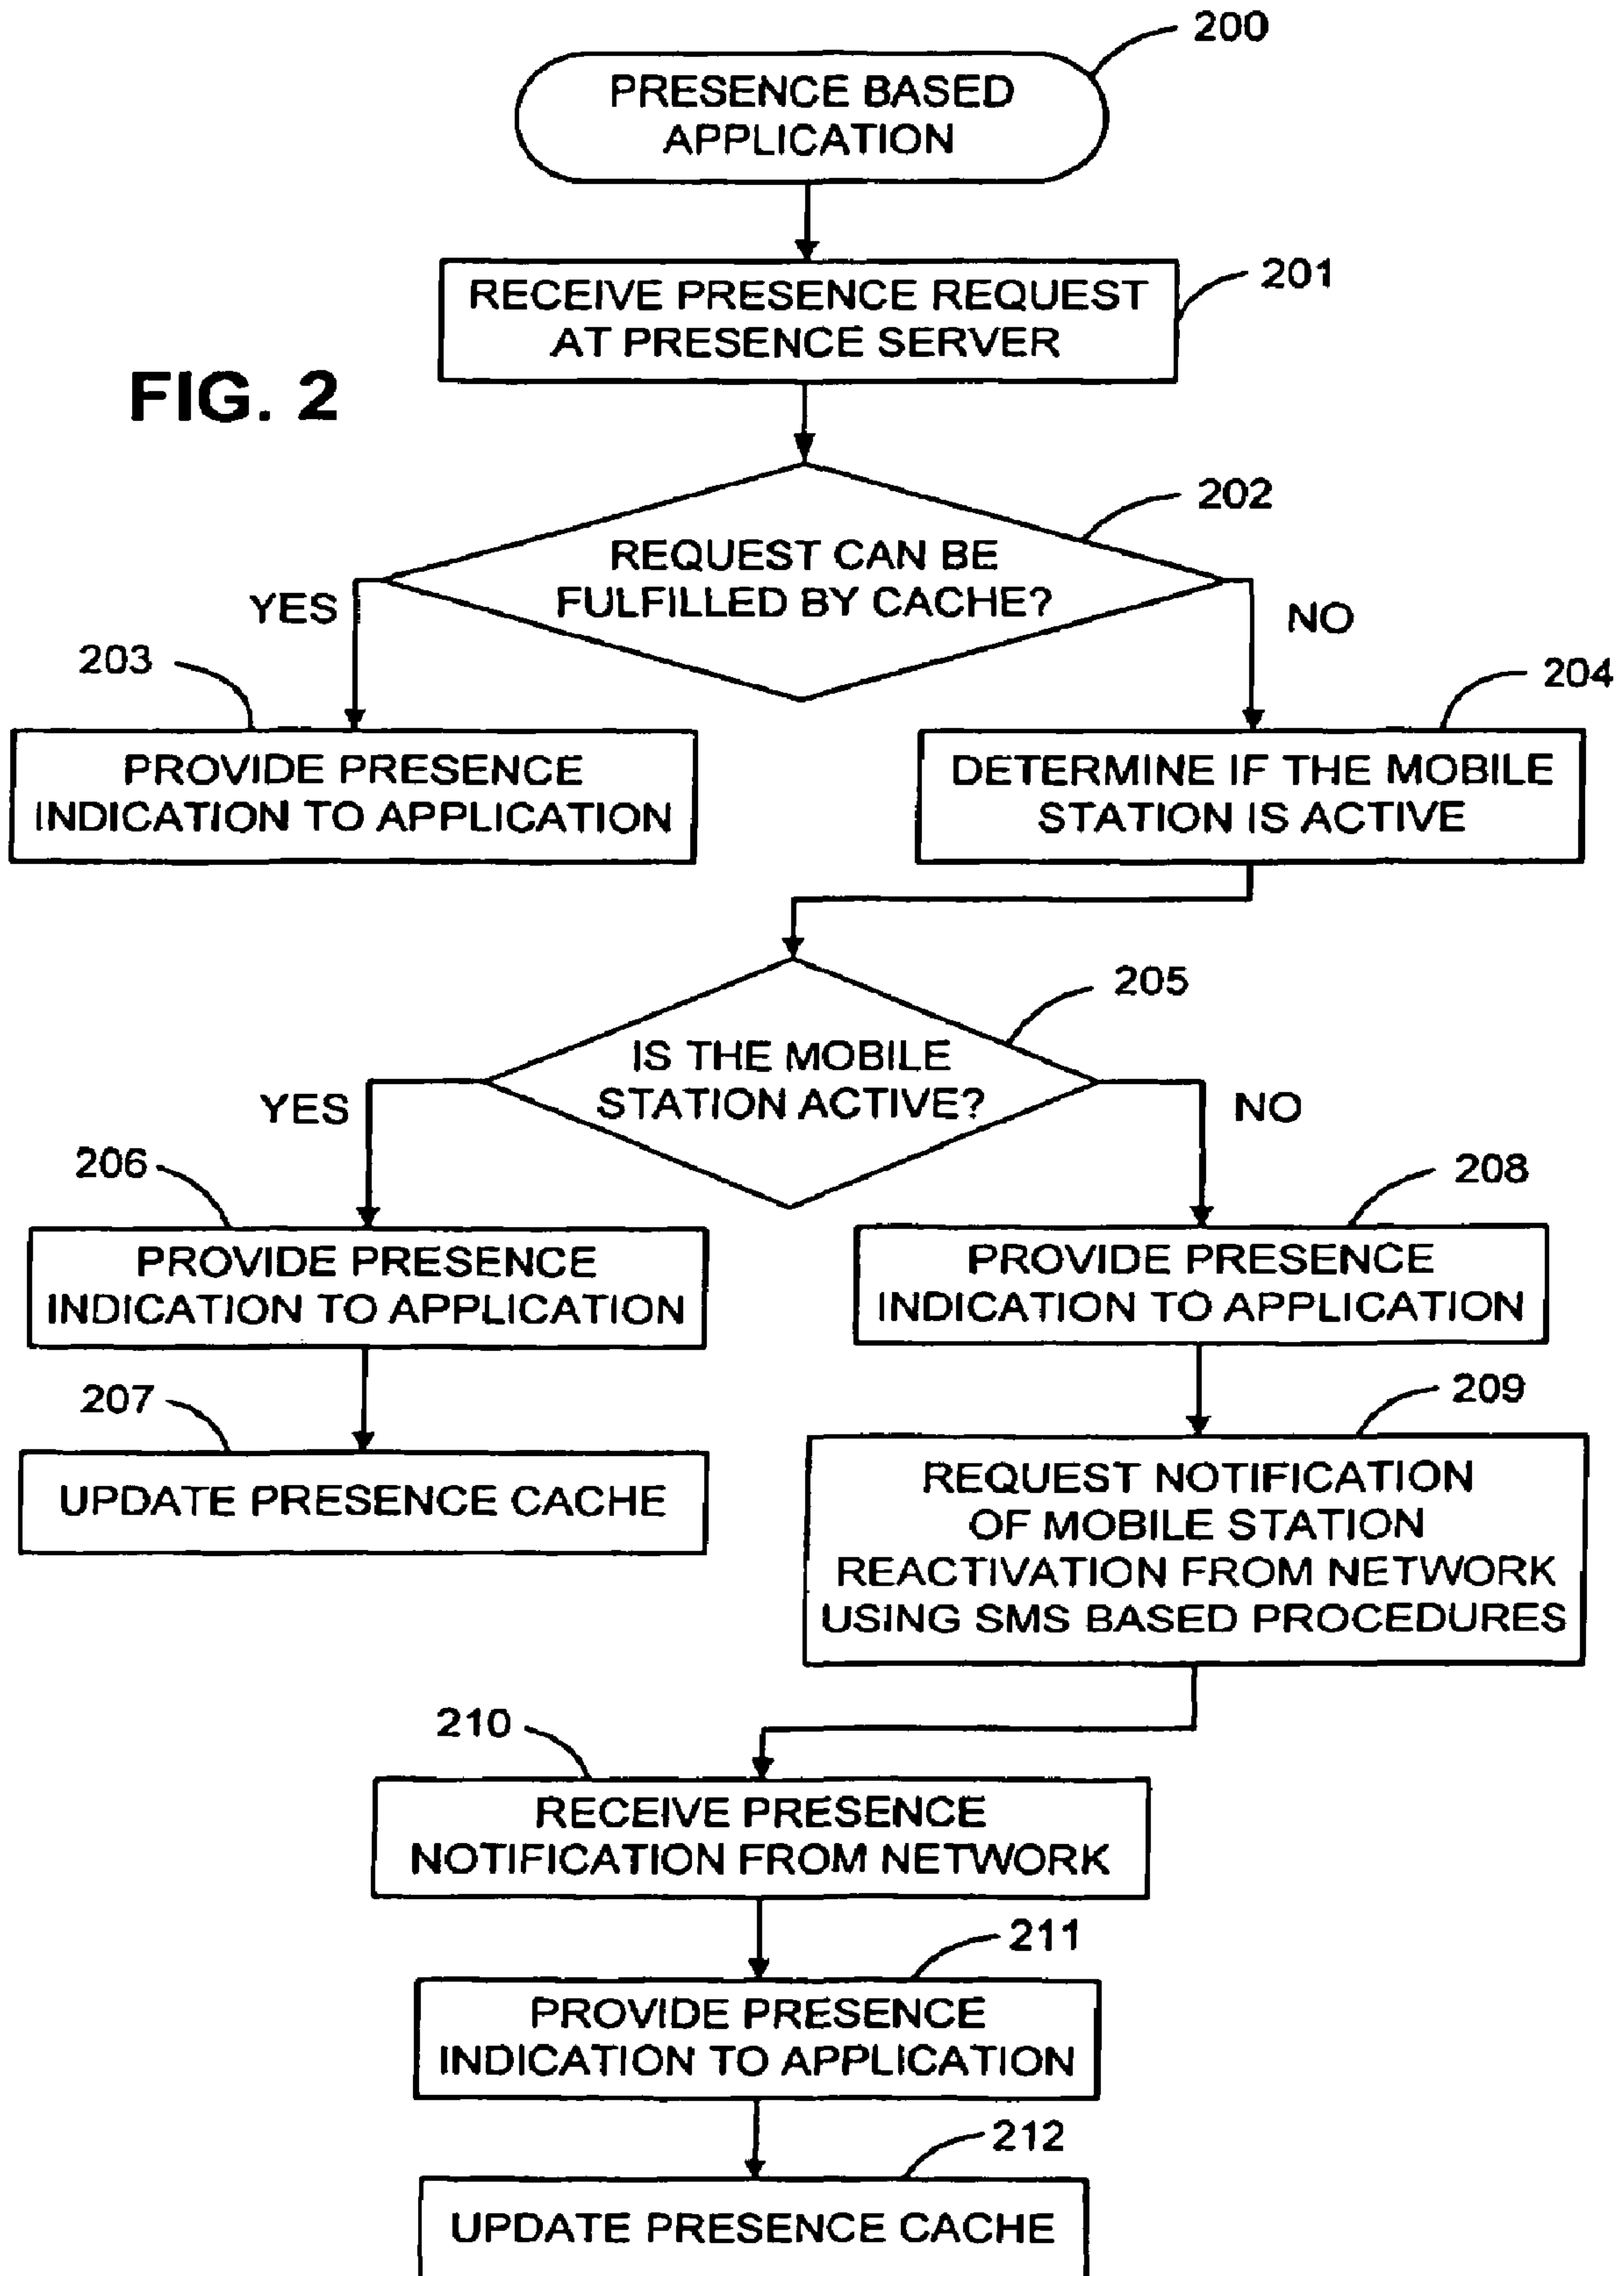 200
PRESENCE BASED
APPLICATION
201
RECEIVE PRESENCE REQUEST
AT PRESENCE SERVER
FIG. 2
202
REQUEST CAN BE
FULFILLED BY CACHE?
YES
NO
203
204
PROVIDE PRESENCE
INDICATION TO APPLICATION
DETERMINE IF THE MOBILE
STATION IS ACTIVE
205
IS THE MOBILE
STATION ACTIVE?
YES
NO
206
208
PROVIDE PRESENCE
INDICATION TO APPLICATION
PROVIDE PRESENCE
INDICATION TO APPLICATION
207
209
UPDATE PRESENCE CACHE
REQUEST NOTIFICATION
OF MOBILE STATION
REACTIVATION FROM NETWORK
USING SMS BASED PROCEDURES
210
RECEIVE PRESENCE
NOTIFICATION FROM NETWORK
211
PROVIDE PRESENCE
INDICATION TO APPLICATION
212
UPDATE PRESENCE CACHE